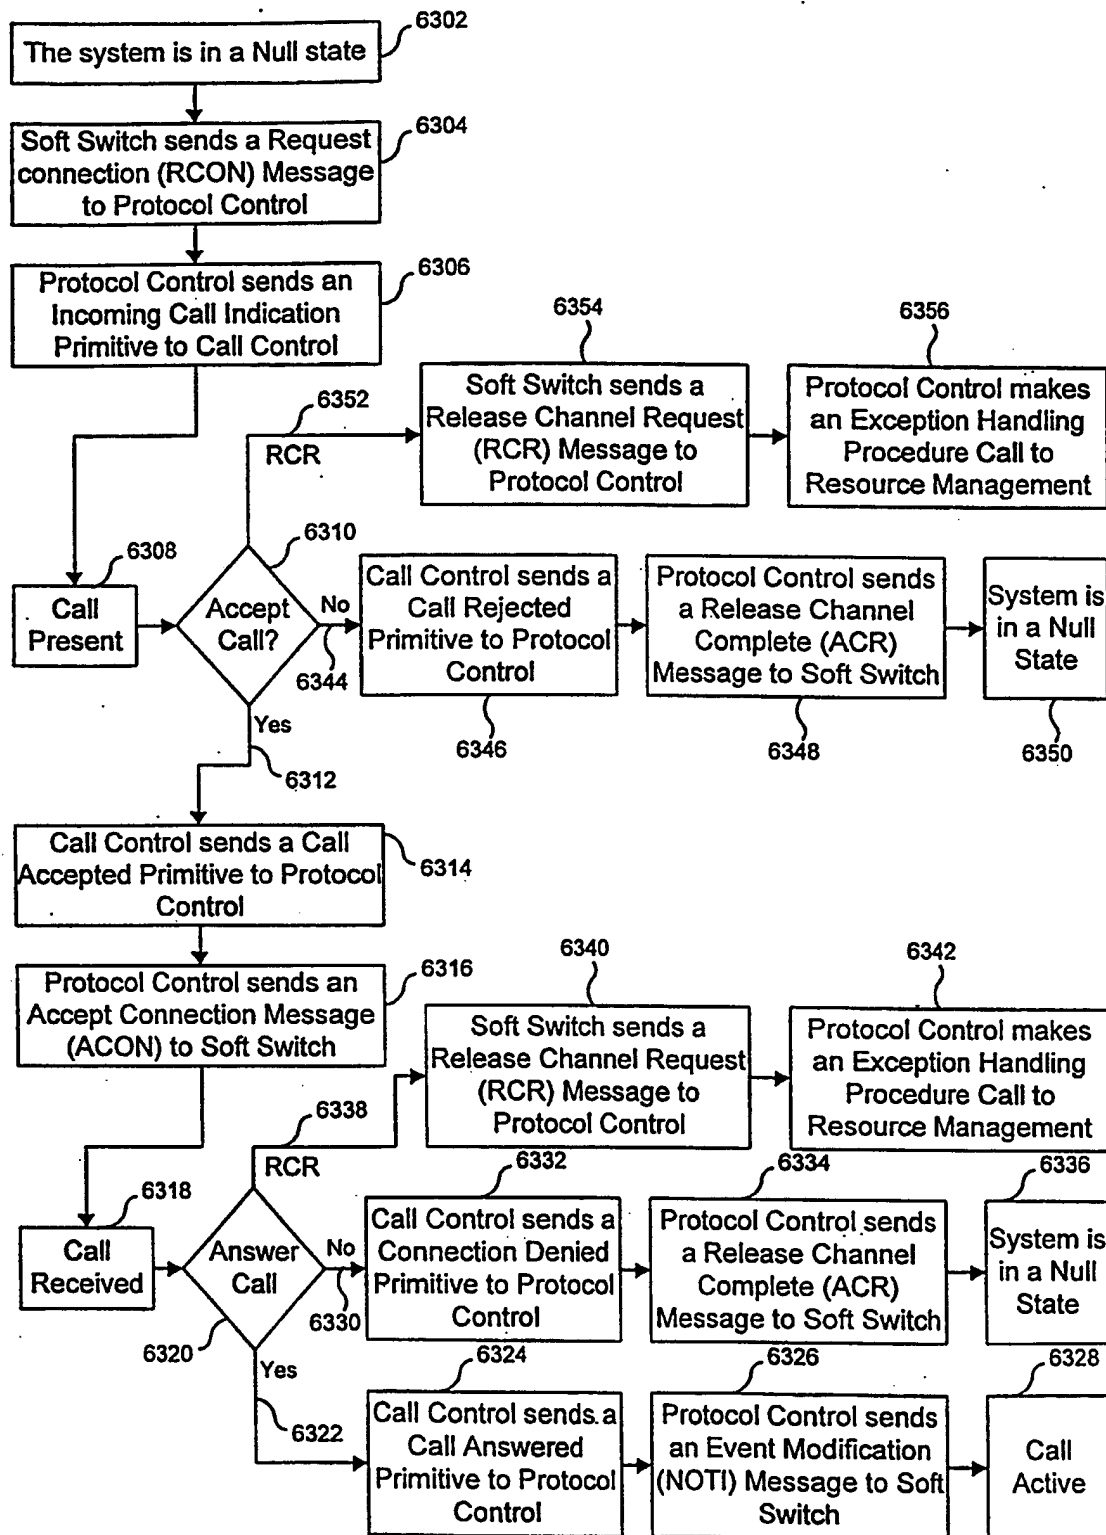 6302
The system is in a Null state
6304
Soft Switch sends a Request
connection (RCON) Message
to Protocol Control
6306
Protocol Control sends an
Incoming Call Indication
Primitive to Call Control
6354
6356
6352
RCR
Soft Switch sends a
Release Channel Request
(RCR) Message to
Protocol Control
Protocol Control makes
an Exception Handling
Procedure Call to
Resource Management
6308
6310
Call
Present
Accept
Call?
No
6344
Call Control sends a
Call Rejected
Primitive to Protocol
Control
Protocol Control sends
a Release Channel
Complete (ACR)
Message to Soft Switch
System is
in a Null
State
6346
6348
6350
Yes
6312
Call Control sends a Call
Accepted Primitive to Protocol
Control
6314
Protocol Control sends an
Accept Connection Message
(ACON) to Soft Switch
6316
6340
6342
6338
RCR
Soft Switch sends a
Release Channel Request
(RCR) Message to
Protocol Control
Protocol Control makes
an Exception Handling
Procedure Call to
Resource Management
6318
6332
6334
6336
Call
Received
Answer
Call
No
6330
6320
Call Control sends a
Connection Denied
Primitive to Protocol
Control
Protocol Control sends
a Release Channel
Complete (ACR)
Message to Soft Switch
System is
in a Null
State
Yes
6322
6324
6326
6328
Call Control sends a
Call Answered
Primitive to Protocol
Control
Protocol Control sends
an Event Modification
(NOTI) Message to Soft
Switch
Call
Active